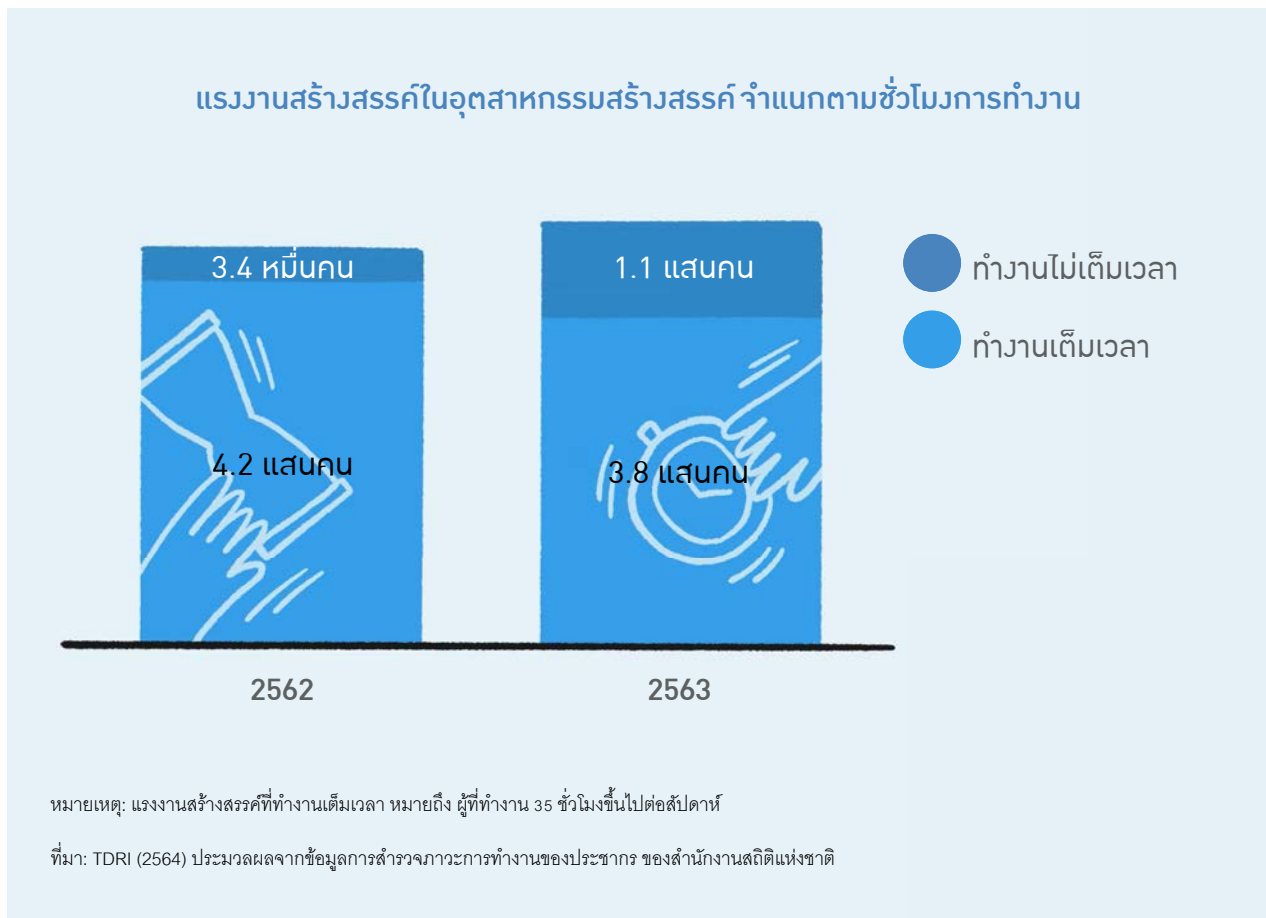 แรงงานสร้างสรรค์ในอุตสาหกรรมสร้างสรรค์ จำแนกตามชั่วโมงการทำงาน
3.4 หมื่นคน
1.1 แสนคน
ทำงานไม่เต็มเวลา
ทำงานเต็มเวลา
4.2 แสนคน
3.8 แสนคน
2562
2563
หมายเหตุ: แรงงานสร้างสรรค์ที่ทำงานเต็มเวลา หมายถึง ผู้ที่ทำงาน 35 ชั่วโมงขึ้นไปต่อสัปดาห์
ที่มา: TDRI (2564) ประมวลผลจากข้อมูลการสำรวจภาวะการทำงานของประชากร ของสำนักงานสถิติแห่งชาติ